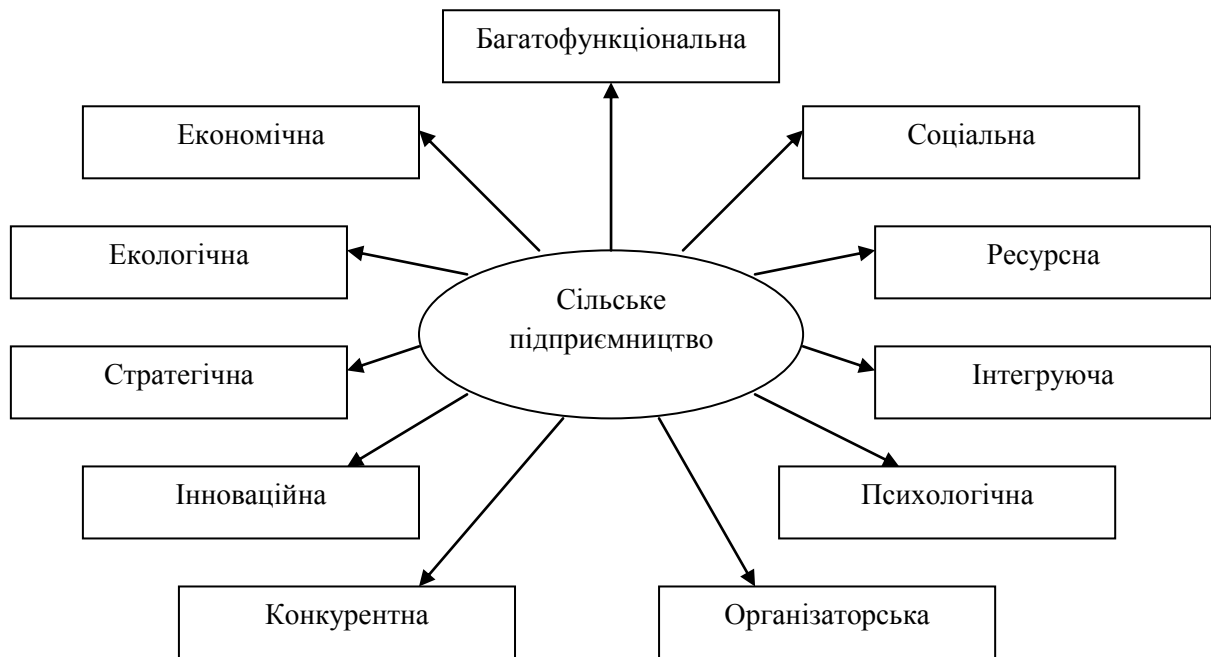 Багатофункціональна
Економічна
Соціальна
Екологічна
Ресурсна
Сільське
підприємництво
Стратегічна
Інтегруюча
Інноваційна
Психологічна
Конкурентна
Організаторська